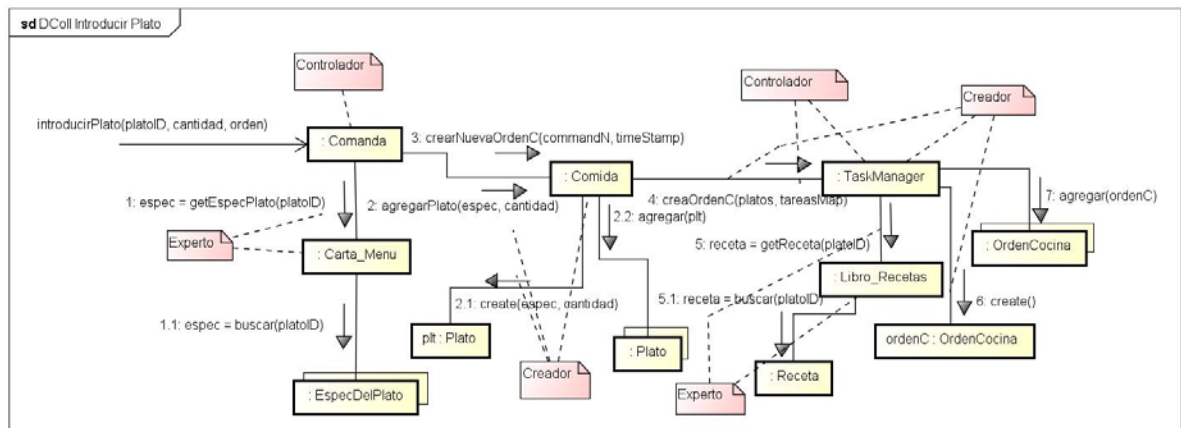 sd DColl Introducir Plato
Controlador
Controlador
Creador
introducirPlato(platoID, cantidad, orden)
: Comanda
3: crearNuevaOrdenC(commandN, timeStamp)
: Comida
: TaskManager
1: espec = getEspecPlato(platoID)
2: agregarPlato(espec, cantidad)
4: creaOrdenC(platos, tareasMap)
7: agregar(ordenC)
2.2: agregar(plt)
Experto
: Carta_Menu
5: receta = getReceta(platoID)
: OrdenCocina
: Libro_Recetas
2.1: create(espec, cantidad)
5.1: receta = buscar(platoID)
6: create()
1.1: espec = buscar(platoID)
plt : Plato
: Plato
ordenC : OrdenCocina
Creador
: Receta
: EspecDelPlato
Experto